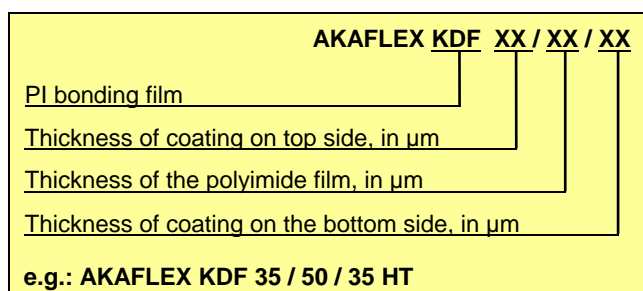 AKAFLEX KDF XX / XX / XX
PI bonding film
Thickness of coating on top side, in µm
Thickness of the polyimide film, in µm
Thickness of coating on the bottom side, in µm
e.g.: AKAFLEX KDF 35 / 50 / 35 HT